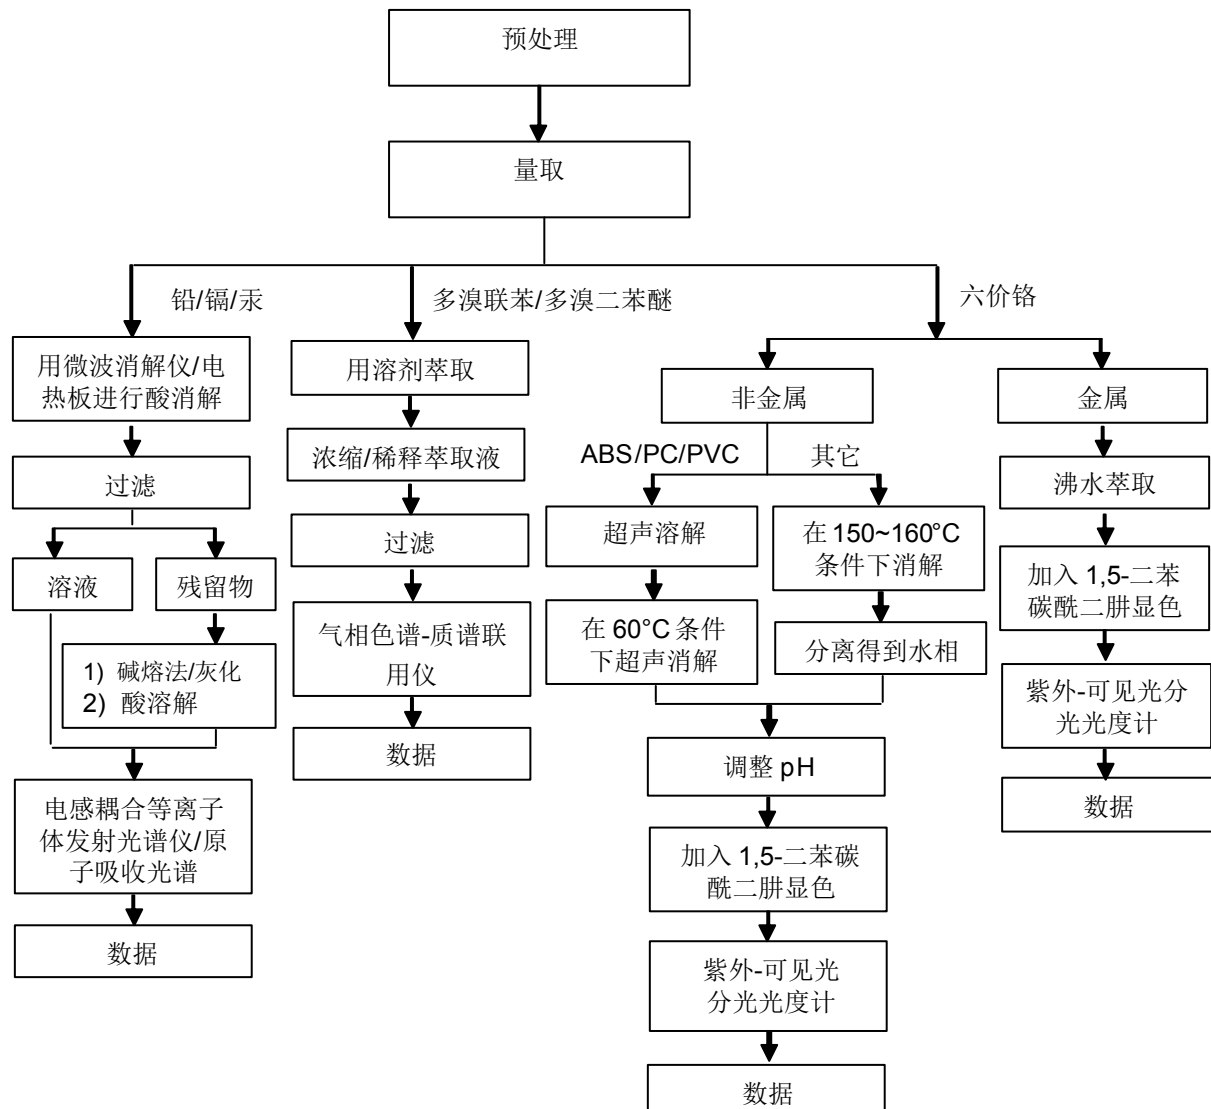 预处理
量取
铅/镉/汞
多溴联苯/多溴二苯醚
六价铬
用微波消解仪/电
热板进行酸消解
过滤
溶液
残留物
1) 碱熔法/灰化
2) 酸溶解
电感耦合等离子
体发射光谱仪/原
子吸收光谱
数据
用溶剂萃取
浓缩/稀释萃取液
过滤
气相色谱-质谱联
用仪
数据
非金属
ABS/PC/PVC
其它
超声溶解
在 60°C 条件
下超声消解
在 150~160°C
条件下消解
分离得到水相
调整 pH
加入 1,5-二苯碳
酰二肼显色
紫外-可见光
分光光度计
数据
金属
沸水萃取
加入 1,5-二苯
碳酰二肼显色
紫外-可见光分
光光度计
数据